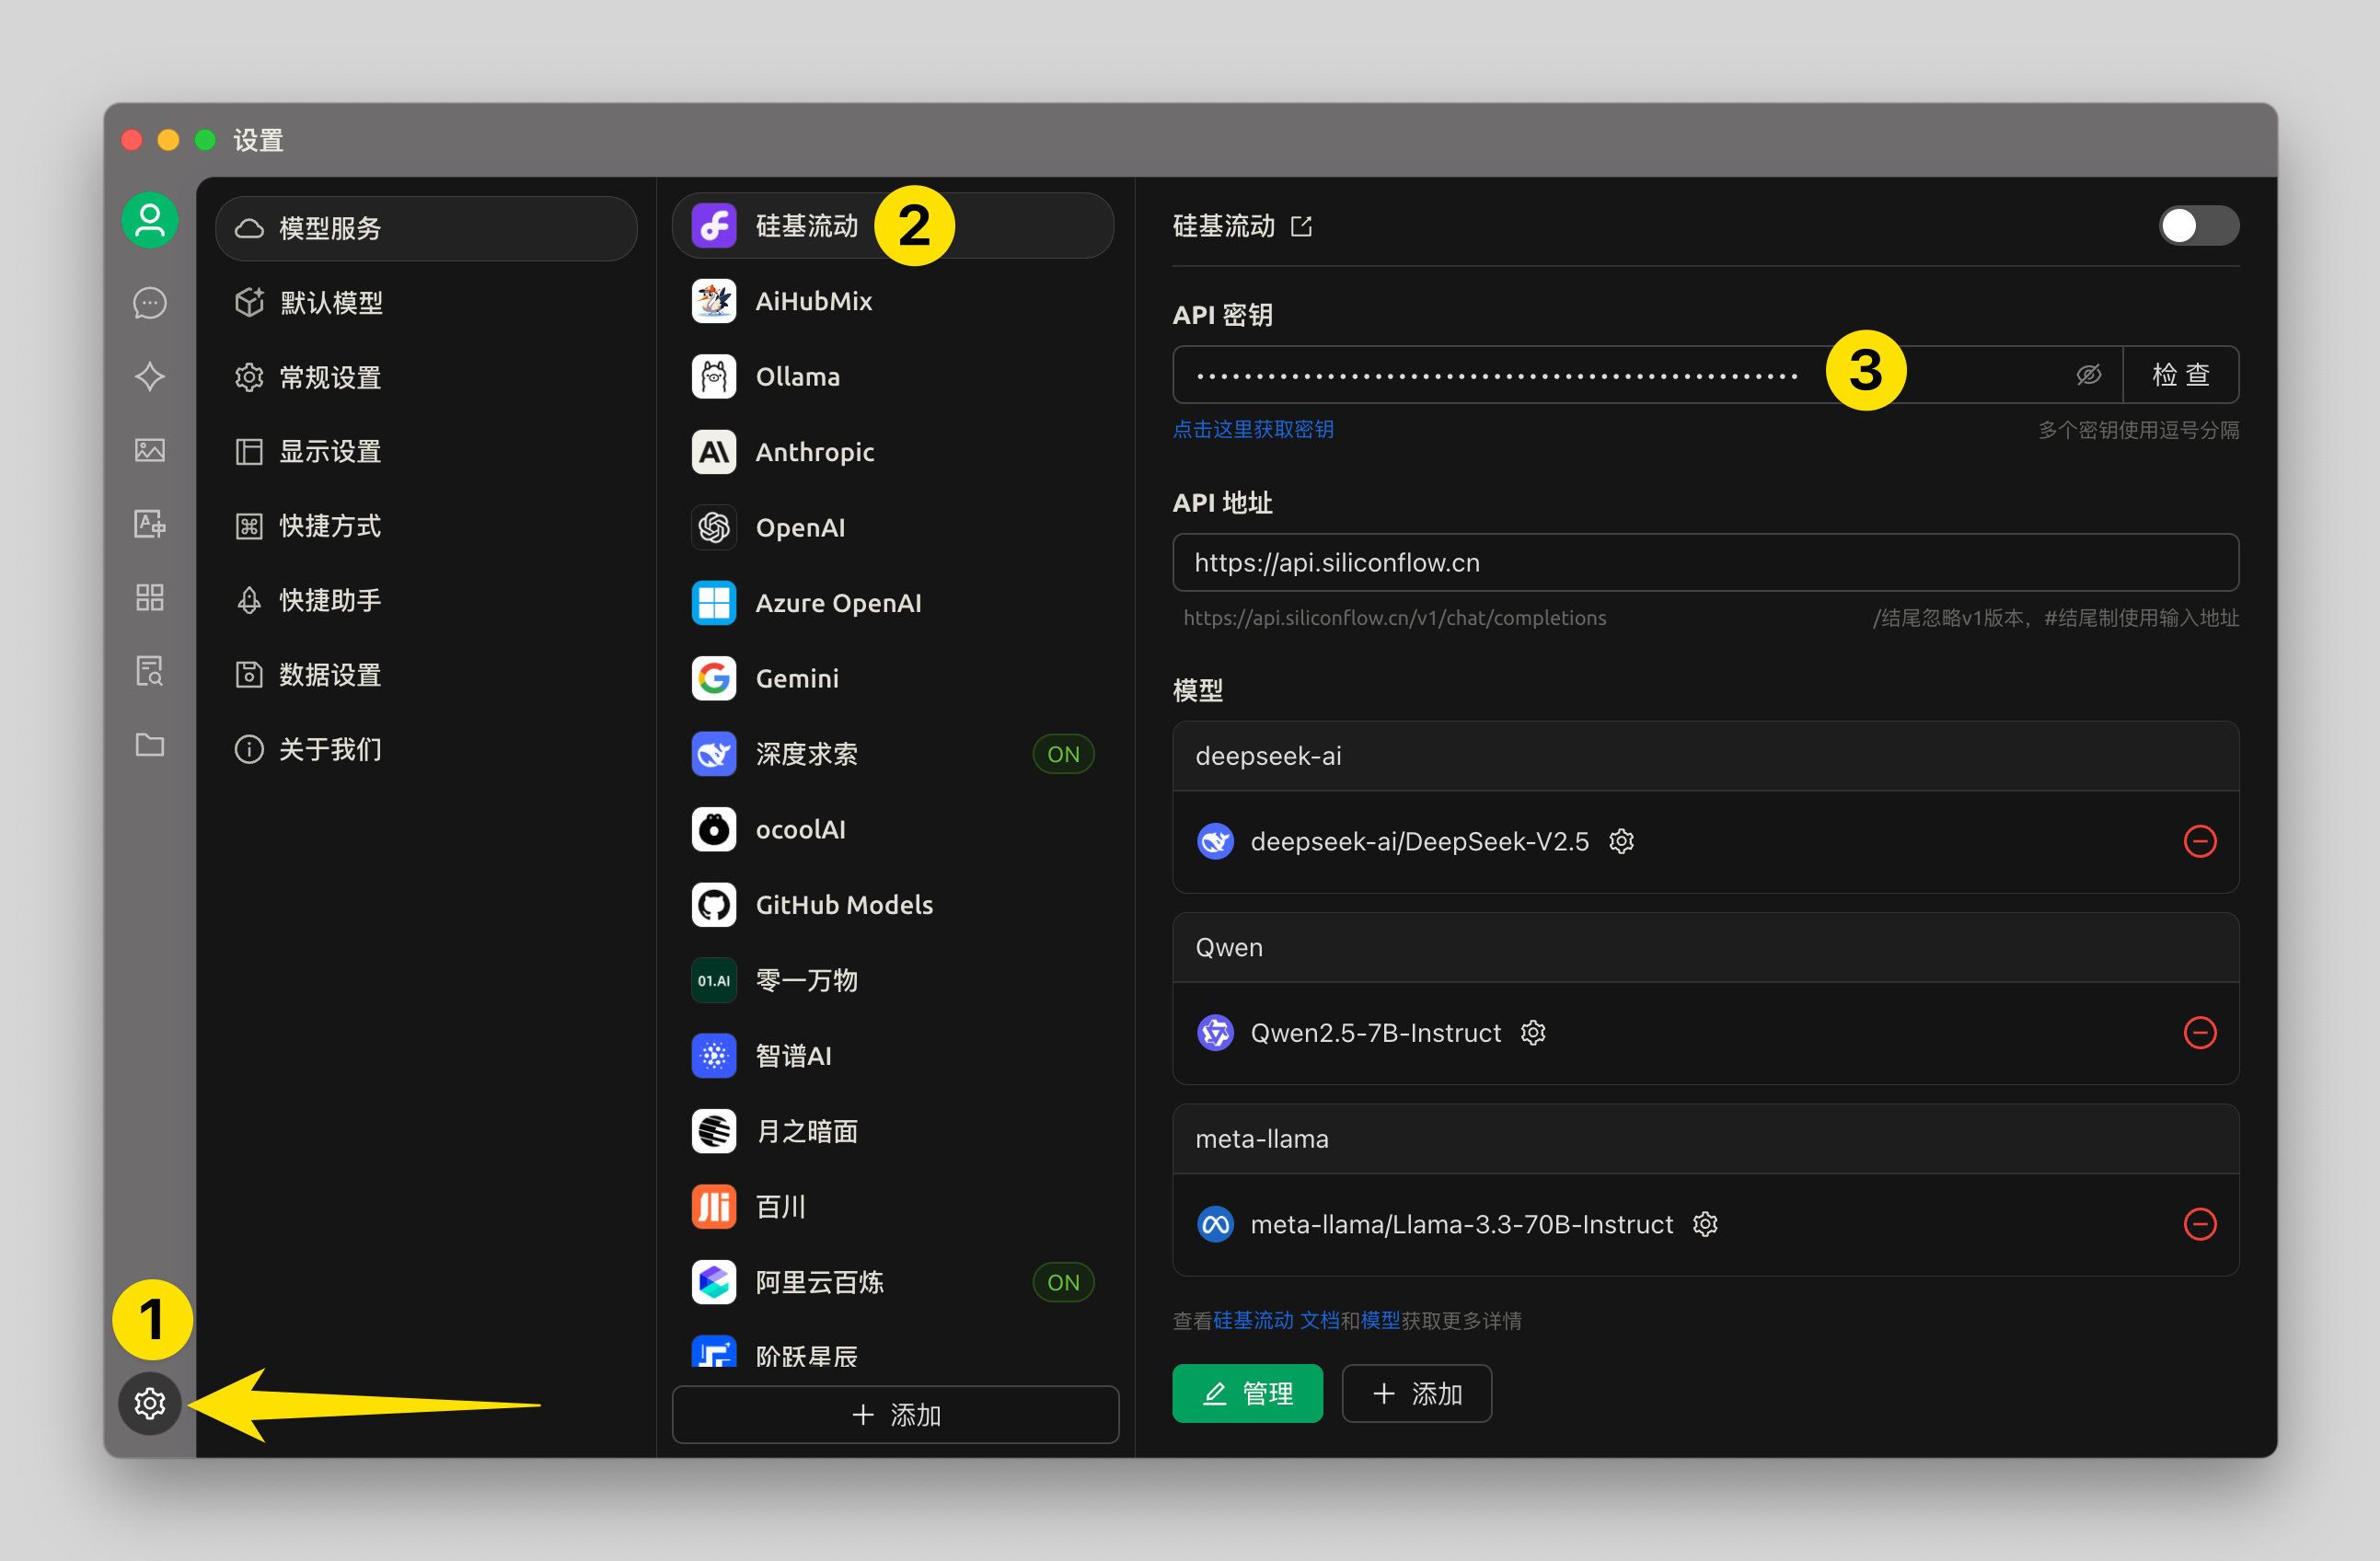 设置
模型服务
默认模型
常规设置
显示设置
快捷方式
快捷助手
数据设置
关于我们
1
硅基流动
2
AiHubMix
Ollama
Anthropic
OpenAI
Azure OpenAI
Gemini
深度求索 ON
ocoolAI
GitHub Models
01.AI 零一万物
智谱AI
月之暗面
百川
阿里云百炼 ON
阶跃星辰
添加
硅基流动
API 密钥
3
检 查
点击这里获取密钥
多个密钥使用逗号分隔
API 地址
https://api.siliconflow.cn
https://api.siliconflow.cn/v1/chat/completions
/结尾忽略v1版本，#结尾制使用输入地址
模型
deepseek-ai
deepseek-ai/DeepSeek-V2.5
Qwen
Qwen2.5-7B-Instruct
meta-llama
meta-llama/Llama-3.3-70B-Instruct
查看硅基流动 文档和模型获取更多详情
管理
添加